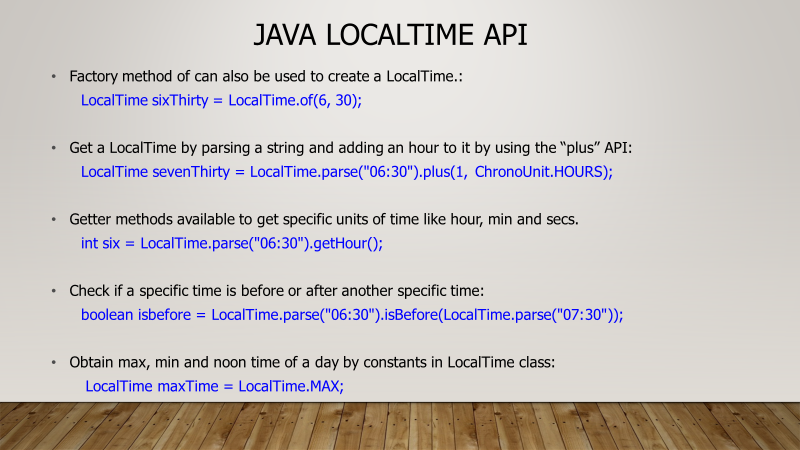 JAVA LOCALTIME API
• Factory method of can also be used to create a LocalTime.:
LocalTime sixThirty = LocalTime.of(6, 30);
• Get a LocalTime by parsing a string and adding an hour to it by using the “plus” API:
LocalTime sevenThirty = LocalTime.parse("06:30").plus(1, ChronoUnit.HOURS);
• Getter methods available to get specific units of time like hour, min and secs.
int six = LocalTime.parse("06:30").getHour();
• Check if a specific time is before or after another specific time:
boolean isbefore = LocalTime.parse("06:30").isBefore(LocalTime.parse("07:30"));
• Obtain max, min and noon time of a day by constants in LocalTime class:
LocalTime maxTime = LocalTime.MAX;